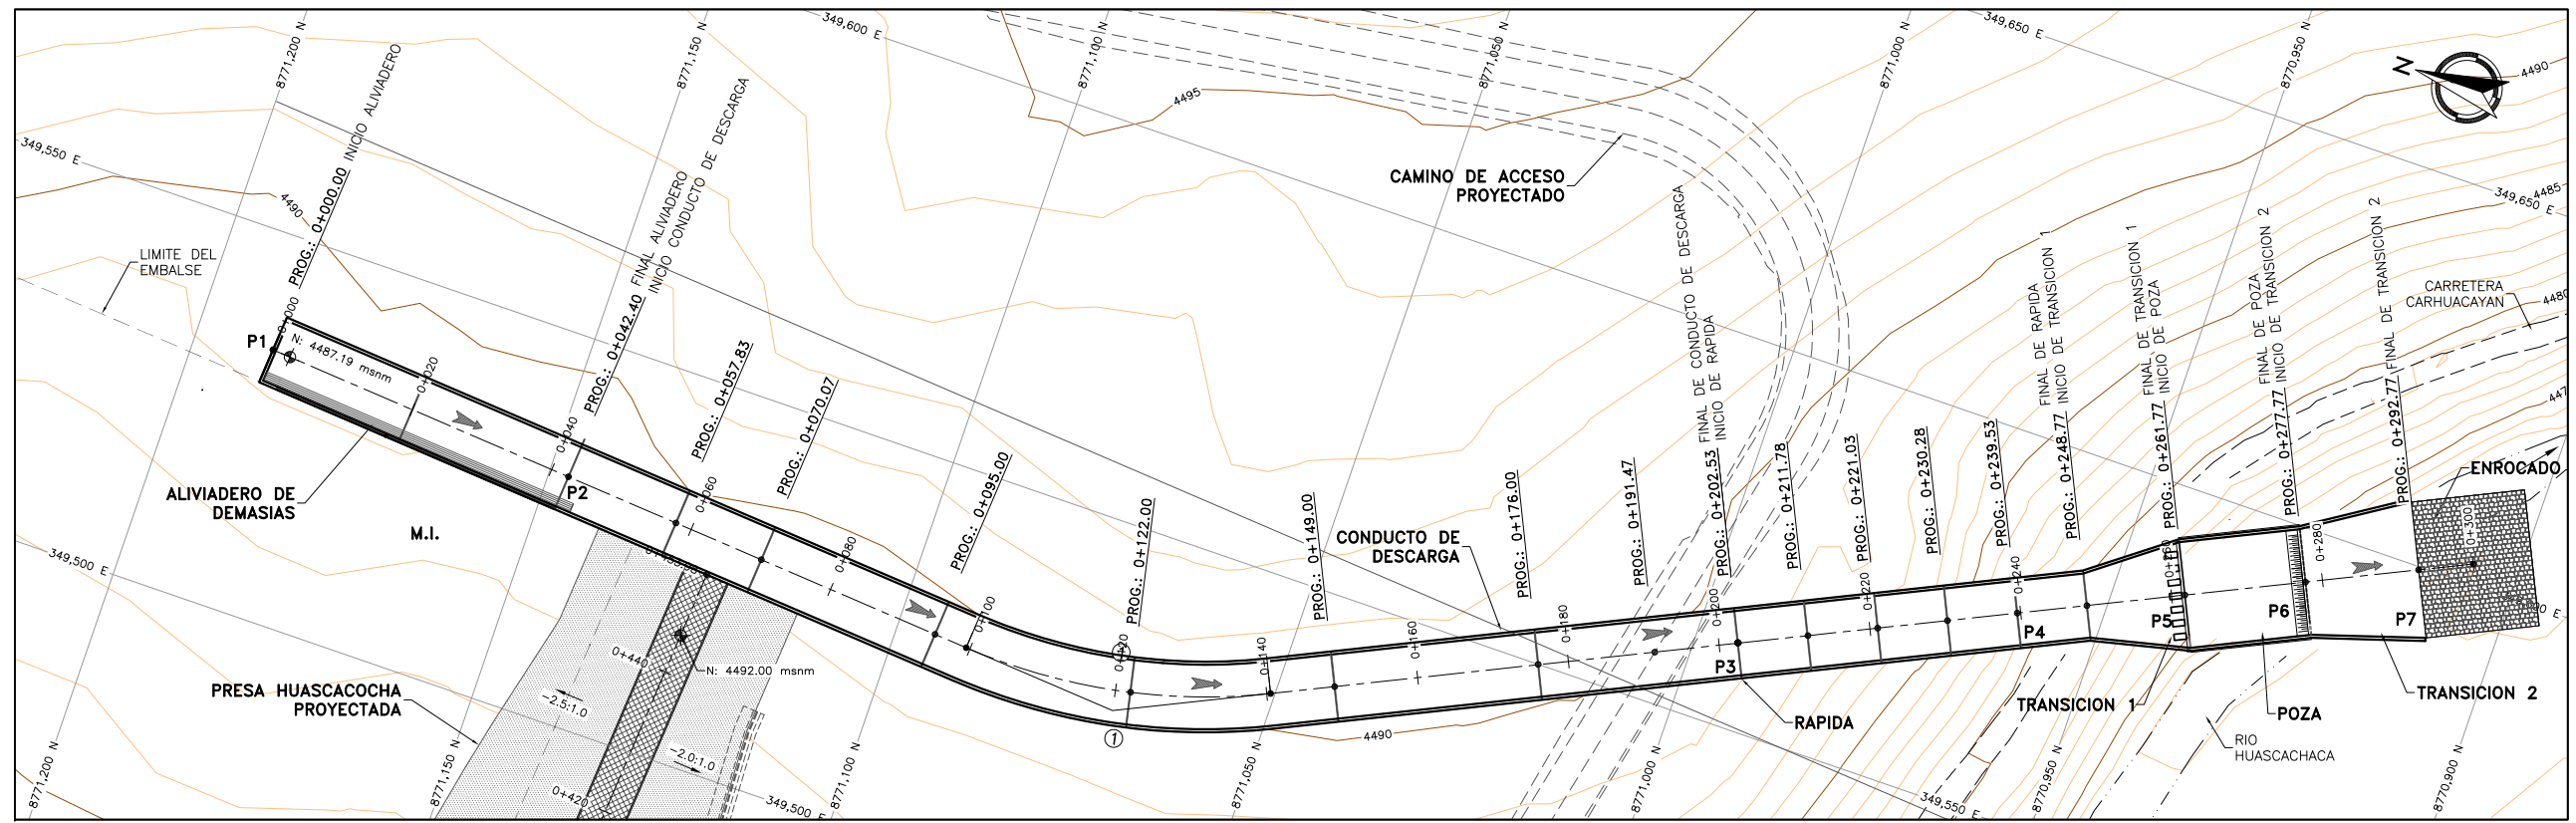 349,600 E
349,650 E
8771,200 N
8771,150 N
8771,100 N
8771,050 N
8771,000 N
8770,950 N
N
4490
4495
349,550 E
4490
LIMITE DEL
EMBALSE
PROG.: 0+000.00 INICIO ALIVIADERO
PROG.: 0+042.40 FINAL ALIVIADERO
INICIO CONDUCTO DE DESCARGA
CAMINO DE ACCESO
PROYECTADO
4485
349,650 E
CARRETERA
CARHUACAYAN
4480
P1
0+000
N: 4487.19 msnm
0+020
0+040
P2
PROG.: 0+057.83
0+060
PROG.: 0+070.07
0+080
PROG.: 0+095.00
0+100
PROG.: 0+122.00
0+120
0+140
PROG.: 0+149.00
0+160
CONDUCTO DE
DESCARGA
PROG.: 0+176.00
0+180
PROG.: 0+191.47
PROG.: 0+202.53 FINAL DE CONDUCTO DE DESCARGA
INICIO DE RAPIDA
0+200
PROG.: 0+211.78
PROG.: 0+221.03
0+220
PROG.: 0+230.28
PROG.: 0+239.53
0+240
PROG.: 0+248.77 FINAL DE RAPIDA
INICIO DE TRANSICION 1
PROG.: 0+261.77 FINAL DE TRANSICION 1
INICIO DE POZA
0+260
PROG.: 0+277.77 FINAL DE POZA
INICIO DE TRANSICION 2
0+280
PROG.: 0+292.77 FINAL DE TRANSICION 2
ENROCADO
0+300
ALIVIADERO DE
DEMASIAS
M.I.
349,500 E
PRESA HUASCACOCHA
PROYECTADA
0+440
N: 4492.00 msnm
-2.5:1.0
-2.0:1.0
0+420
349,500 E
1
P3
RAPIDA
P4
P5
P6
P7
TRANSICION 1
POZA
TRANSICION 2
RIO
HUASCACHACA
4490
349,550 E
8771,200 N
8771,150 N
8771,100 N
8771,050 N
8771,000 N
8770,950 N
8770,900 N